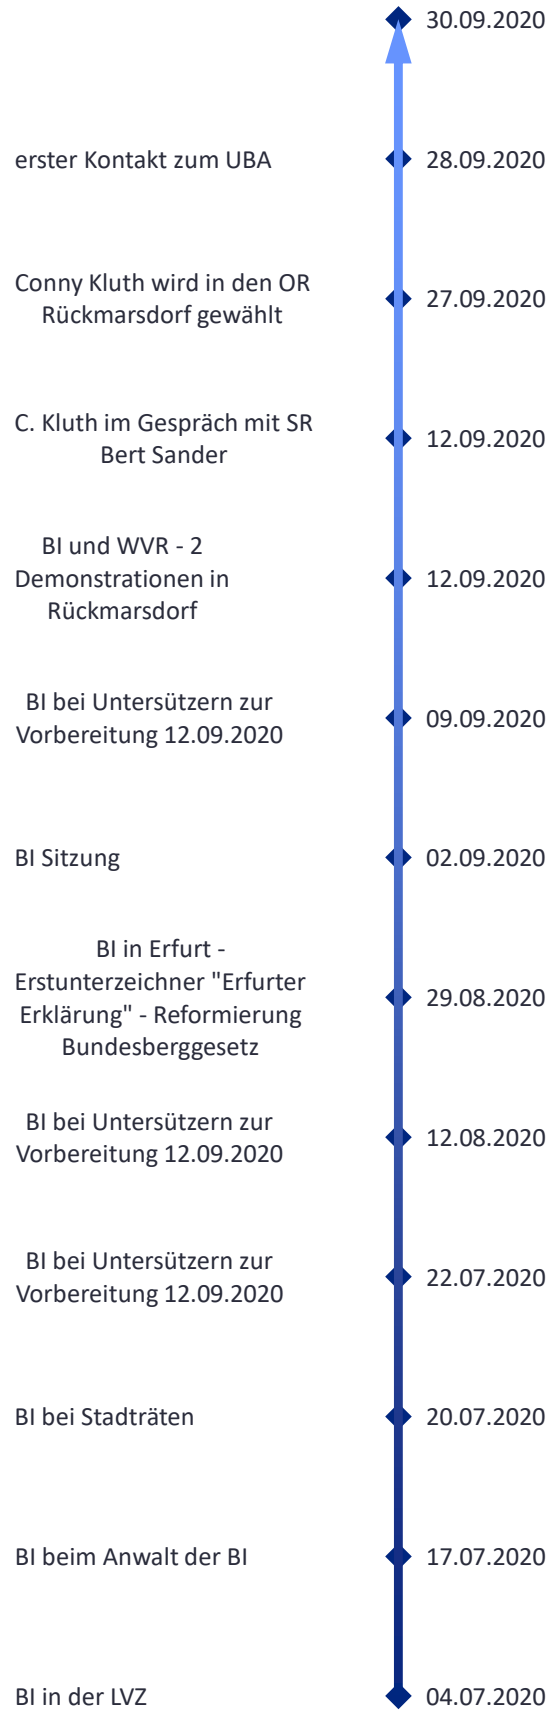 30.09.2020
erster Kontakt zum UBA
28.09.2020
Conny Kluth wird in den OR
Rückmarsdorf gewählt
27.09.2020
C. Kluth im Gespräch mit SR
Bert Sander
12.09.2020
BI und WVR - 2
Demonstrationen in
Rückmarsdorf
12.09.2020
BI bei Untersützern zur
Vorbereitung 12.09.2020
09.09.2020
BI Sitzung
02.09.2020
BI in Erfurt -
Erstunterzeichner "Erfurter
Erklärung" - Reformierung
Bundesberggesetz
29.08.2020
BI bei Untersützern zur
Vorbereitung 12.09.2020
12.08.2020
BI bei Untersützern zur
Vorbereitung 12.09.2020
22.07.2020
BI bei Stadträten
20.07.2020
BI beim Anwalt der BI
17.07.2020
BI in der LVZ
04.07.2020